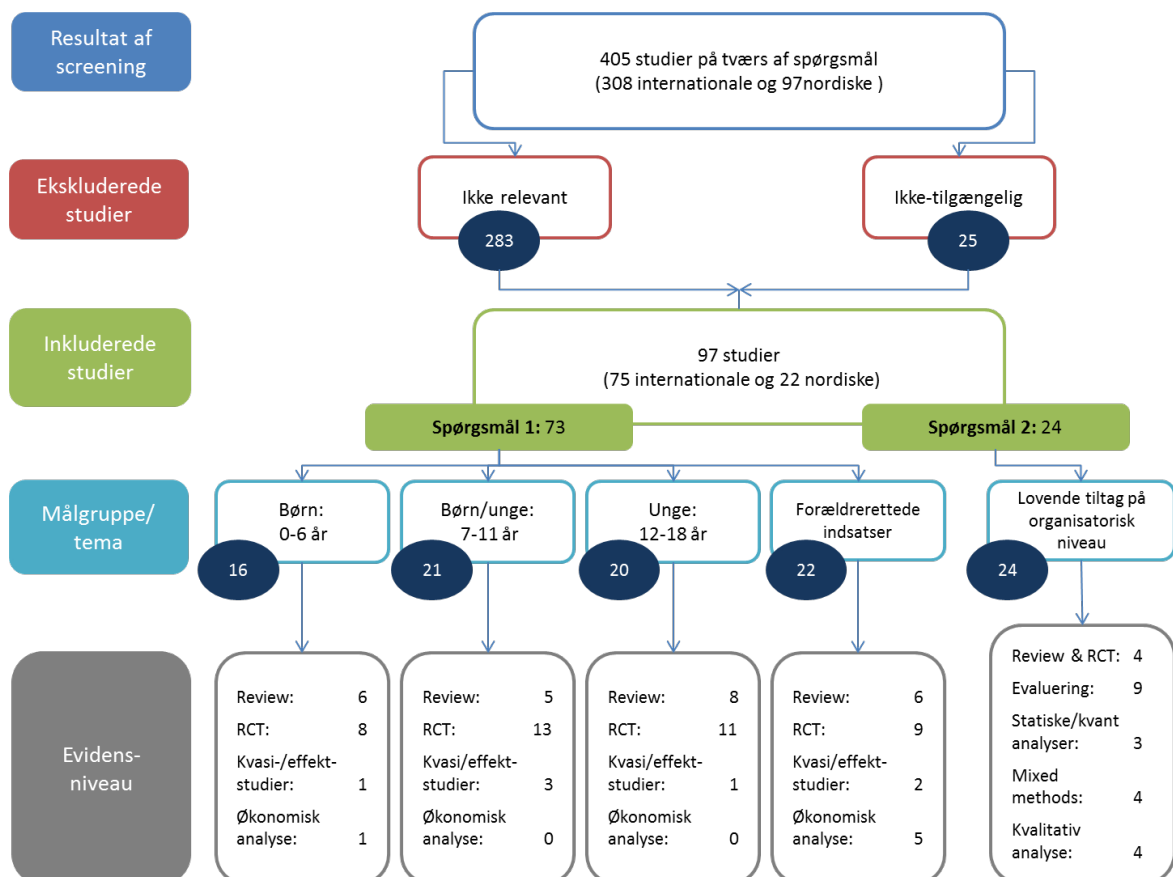 Resultat af
screening
405 studier på tværs af spørgsmål
(308 internationale og 97nordiske )
Ekskluderede
studier
Ikke relevant
283
Ikke-tilgængelig
25
Inkluderede
studier
97 studier
(75 internationale og 22 nordiske)
Spørgsmål 1: 73
Spørgsmål 2: 24
Målgruppe/
tema
Børn:
0-6 år
16
Børn/unge:
7-11 år
21
Unge:
12-18 år
20
Forældrerettede
indsatser
22
Lovende tiltag på
organisatorisk
niveau
24
Evidens-
niveau
Review: 6
RCT: 8
Kvasi-/effekt-
studier: 1
Økonomisk
analyse: 1
Review: 5
RCT: 13
Kvasi/effekt-
studier: 3
Økonomisk
analyse: 0
Review: 8
RCT: 11
Kvasi/effekt-
studier: 1
Økonomisk
analyse: 0
Review: 6
RCT: 9
Kvasi/effekt-
studier: 2
Økonomisk
analyse: 5
Review & RCT: 4
Evaluering: 9
Statiske/kvant
analyser: 3
Mixed
methods: 4
Kvalitativ
analyse: 4